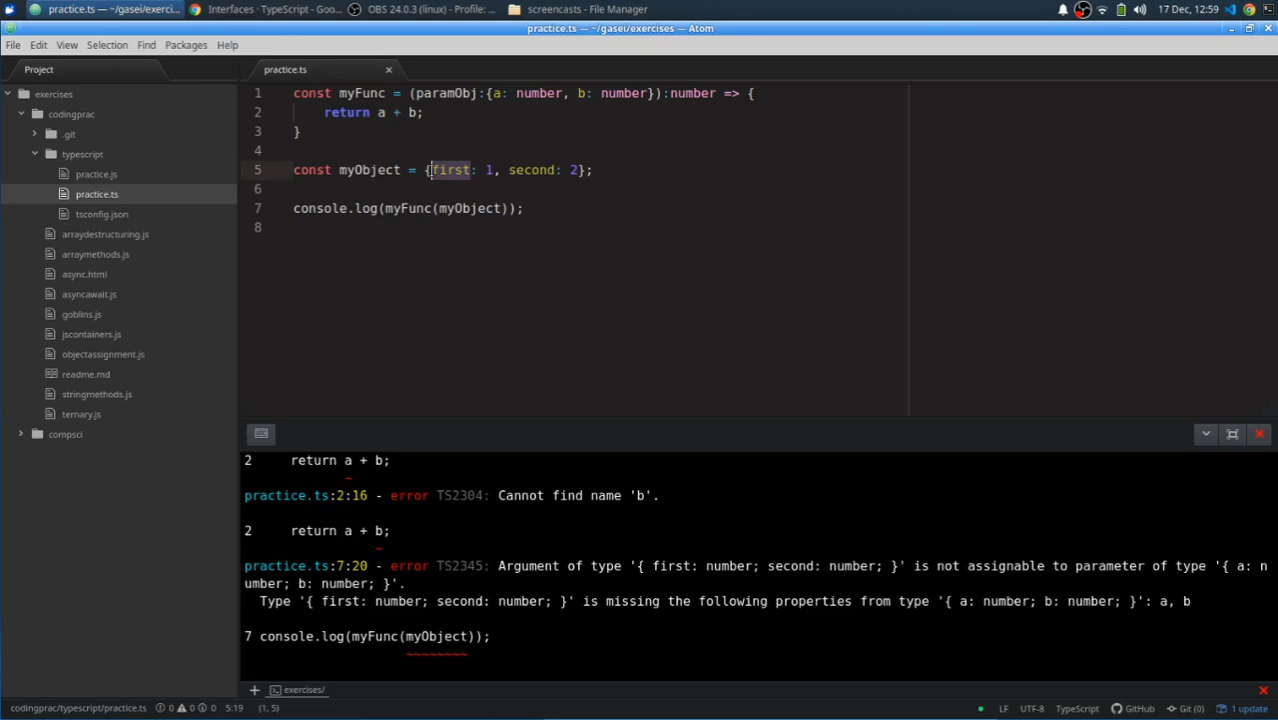 practice.ts — ~/gasei/exerci...
Interfaces · TypeScript - Goo...
OBS 24.0.3 (linux) - Profile: ...
screencasts - File Manager
17 Dec, 12:59
practice.ts — ~/gasei/exercises — Atom
File Edit View Selection Find Packages Help
Project
exercises
codingprac
.git
typescript
practice.js
practice.ts
tsconfig.json
arraydestructuring.js
arraymethods.js
async.html
asyncawait.js
goblins.js
jscontainers.js
objectassignment.js
readme.md
stringmethods.js
ternary.js
compsci
practice.ts
1 const myFunc = (paramObj:{a: number, b: number}):number => {
2 return a + b;
3 }
4
5 const myObject = {first: 1, second: 2};
6
7 console.log(myFunc(myObject));
8
2 return a + b;
~
practice.ts:2:16 - error TS2304: Cannot find name 'b'.
2 return a + b;
~
practice.ts:7:20 - error TS2345: Argument of type '{ first: number; second: number; }' is not assignable to parameter of type '{ a: n
umber; b: number; }'.
Type '{ first: number; second: number; }' is missing the following properties from type '{ a: number; b: number; }': a, b
7 console.log(myFunc(myObject));
~~~~~~~~
exercises/
codingprac/typescript/practice.ts 0 0 0 5:19 (1, 5)
LF UTF-8 TypeScript GitHub Git (0) 1 update